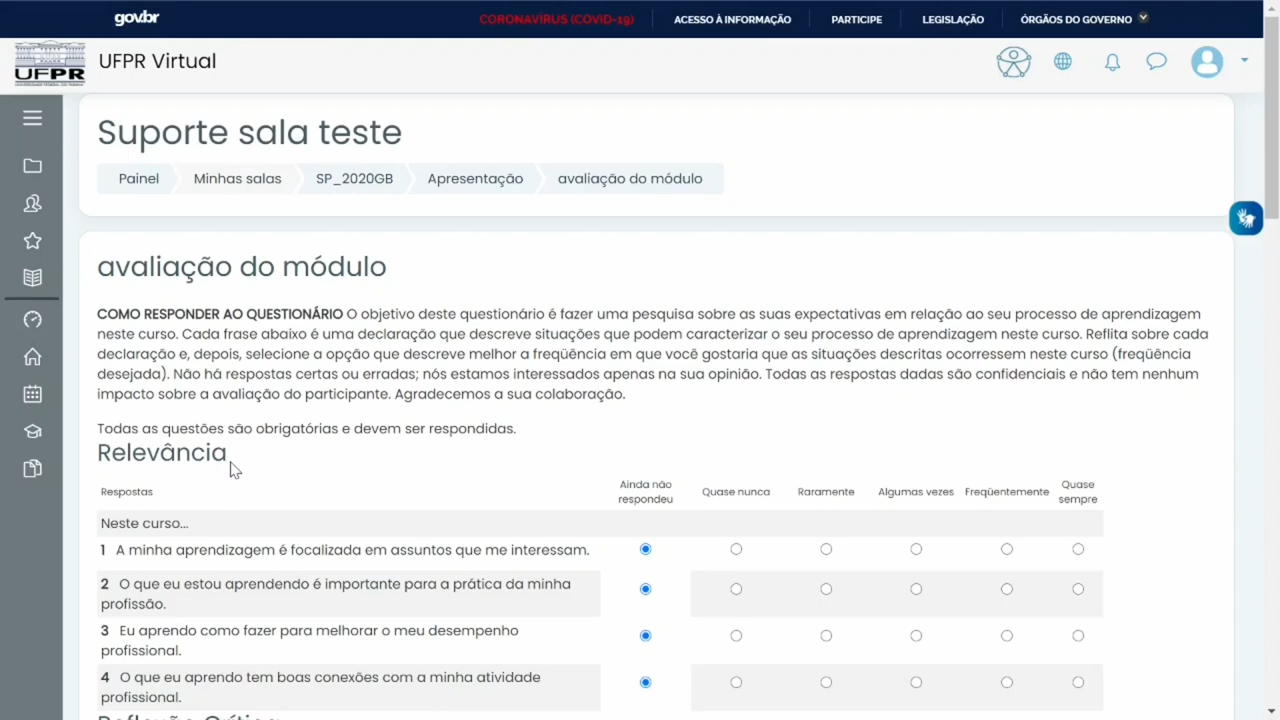 gov.br
CORONAVÍRUS (COVID-19)
ACESSO À INFORMAÇÃO
PARTICIPE
LEGISLAÇÃO
ÓRGÃOS DO GOVERNO
UFPR
UFPR Virtual
Suporte sala teste
Painel
Minhas salas
SP_2020GB
Apresentação
avaliação do módulo
avaliação do módulo
COMO RESPONDER AO QUESTIONÁRIO O objetivo deste questionário é fazer uma pesquisa sobre as suas expectativas em relação ao seu processo de aprendizagem
neste curso. Cada frase abaixo é uma declaração que descreve situações que podem caracterizar o seu processo de aprendizagem neste curso. Reflita sobre cada
declaração e, depois, selecione a opção que descreve melhor a freqüência em que você gostaria que as situações descritas ocorressem neste curso (freqüência
desejada). Não há respostas certas ou erradas; nós estamos interessados apenas na sua opinião. Todas as respostas dadas são confidenciais e não tem nenhum
impacto sobre a avaliação do participante. Agradecemos a sua colaboração.
Todas as questões são obrigatórias e devem ser respondidas.
Relevância
Respostas
Ainda não
respondeu
Quase nunca
Raramente
Algumas vezes
Freqüentemente
Quase
sempre
Neste curso...
1 A minha aprendizagem é focalizada em assuntos que me interessam.
2 O que eu estou aprendendo é importante para a prática da minha
profissão.
3 Eu aprendo como fazer para melhorar o meu desempenho
profissional.
4 O que eu aprendo tem boas conexões com a minha atividade
profissional.
Reflexão Crítica